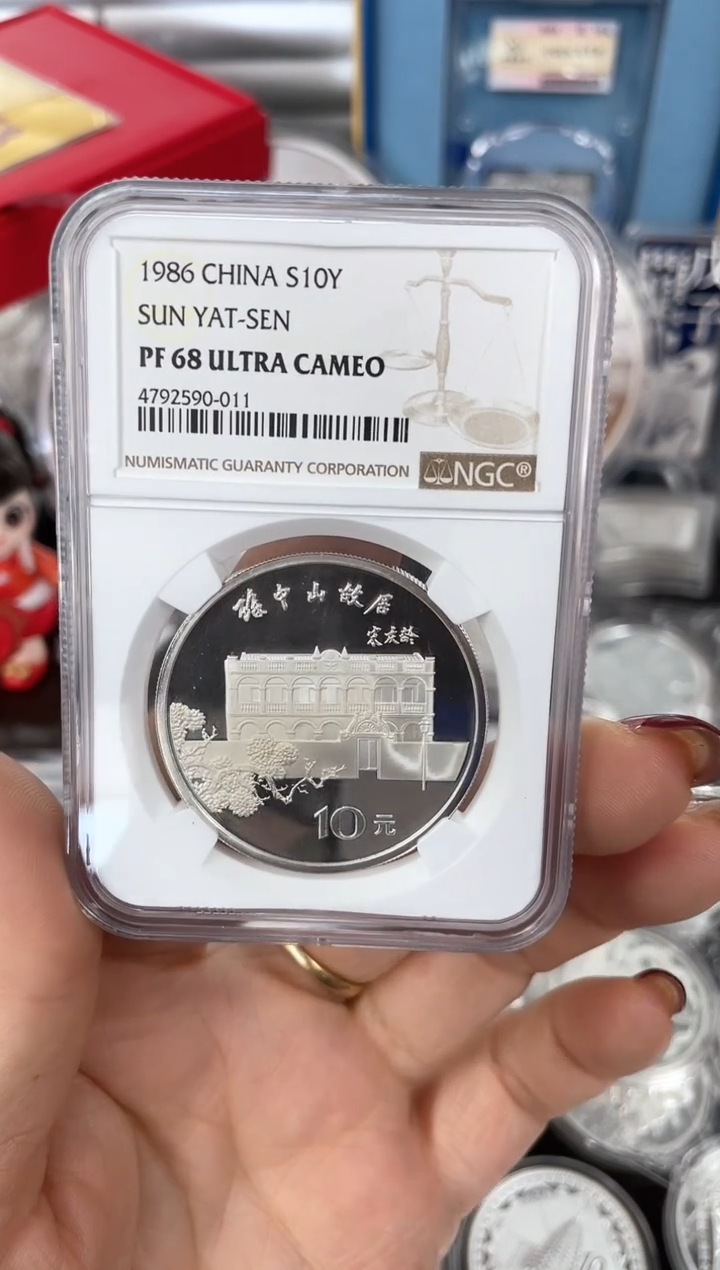 1986 CHINA S10Y
SUN YAT-SEN
PF 68 ULTRA CAMEO
4792590-011
NUMISMATIC GUARANTY CORPORATION
NGC®
孫中山故居
宋庆龄
10元